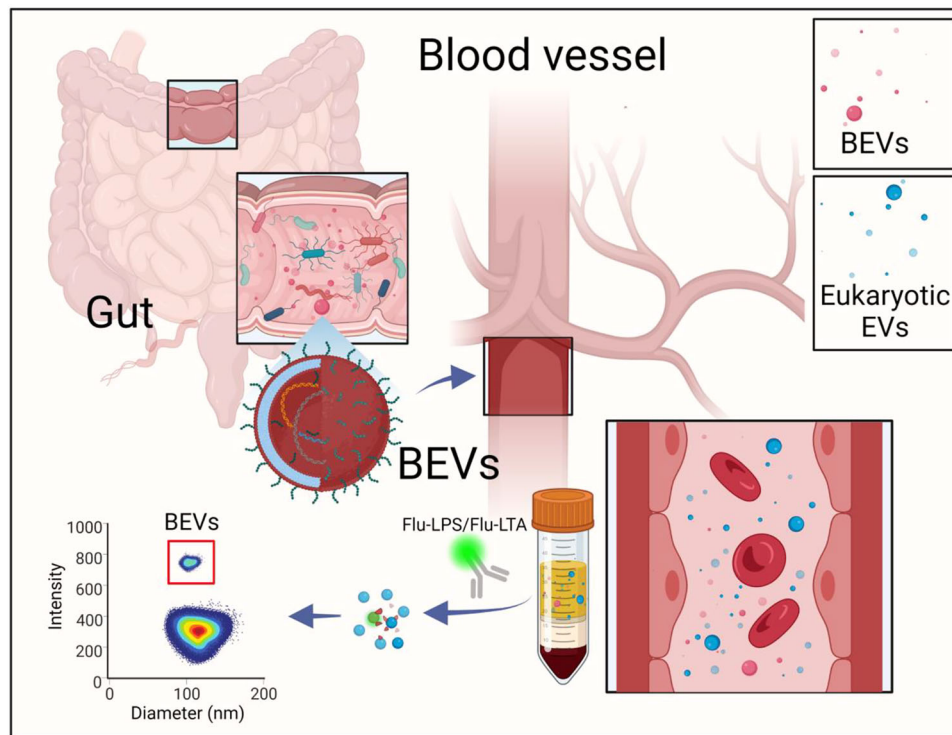 Blood vessel
BEVs
Eukaryotic
EVs
Gut
BEVs
Flu-LPS/Flu-LTA
BEVs
1000
800
600
400
200
0
Intensity
0
100
200
Diameter (nm)